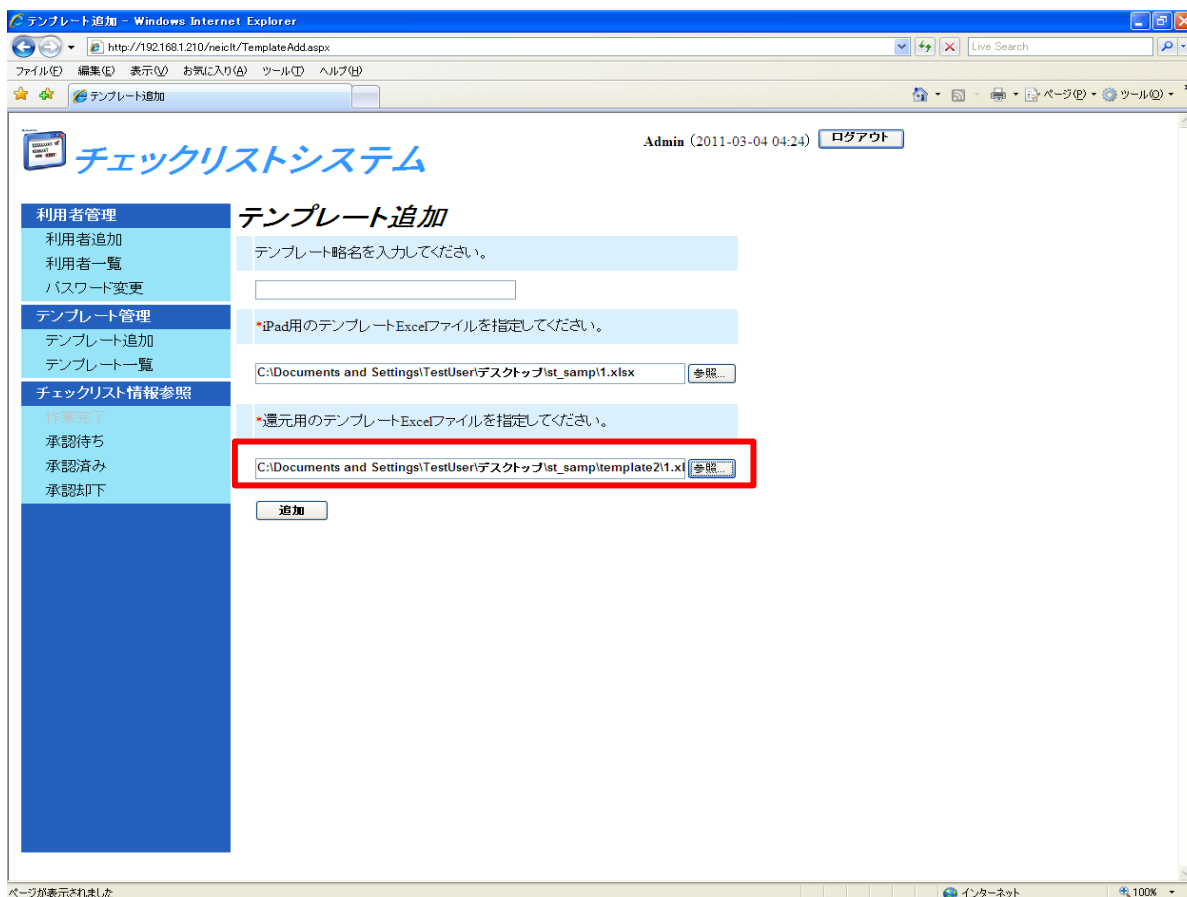 テンプレート追加 - Windows Internet Explorer
http://192.168.1.210/neiclt/TemplateAdd.aspx
Live Search
ファイル(F) 編集(E) 表示(V) お気に入り(A) ツール(T) ヘルプ(H)
テンプレート追加
ページ(P) ツール(O)
チェックリストシステム
Admin (2011-03-04 04:24) ログアウト
利用者管理
利用者追加
利用者一覧
パスワード変更
テンプレート管理
テンプレート追加
テンプレート一覧
チェックリスト情報参照
作業完了
承認待ち
承認済み
承認却下
テンプレート追加
テンプレート略名を入力してください。
*iPad用のテンプレートExcelファイルを指定してください。
C:\Documents and Settings\TestUser\デスクトップ\st_samp\1.xlsx 参照...
*還元用のテンプレートExcelファイルを指定してください。
C:\Documents and Settings\TestUser\デスクトップ\st_samp\template2\1.xl 参照...
追加
ページが表示されました
インターネット
100%